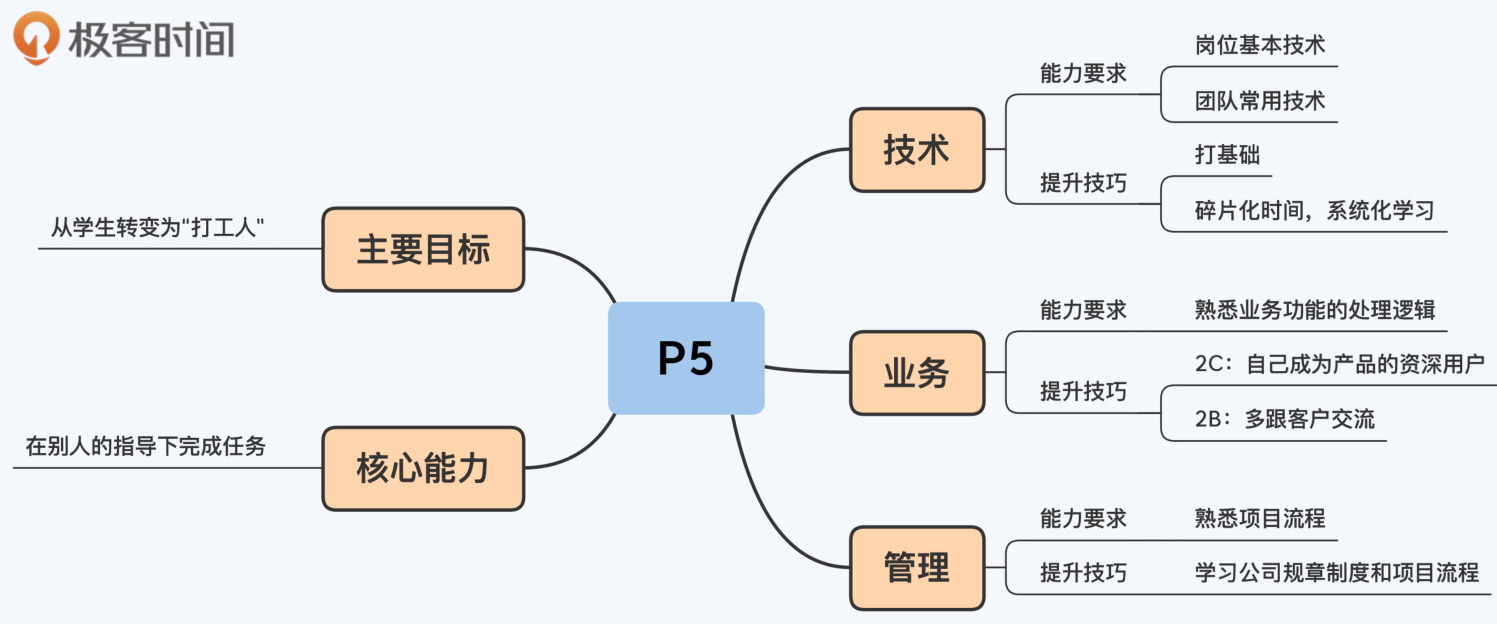 极客时间
P5
主要目标
从学生转变为"打工人"
核心能力
在别人的指导下完成任务
技术
能力要求
岗位基本技术
团队常用技术
提升技巧
打基础
碎片化时间，系统化学习
业务
能力要求
熟悉业务功能的处理逻辑
提升技巧
2C：自己成为产品的资深用户
2B：多跟客户交流
管理
能力要求
熟悉项目流程
提升技巧
学习公司规章制度和项目流程